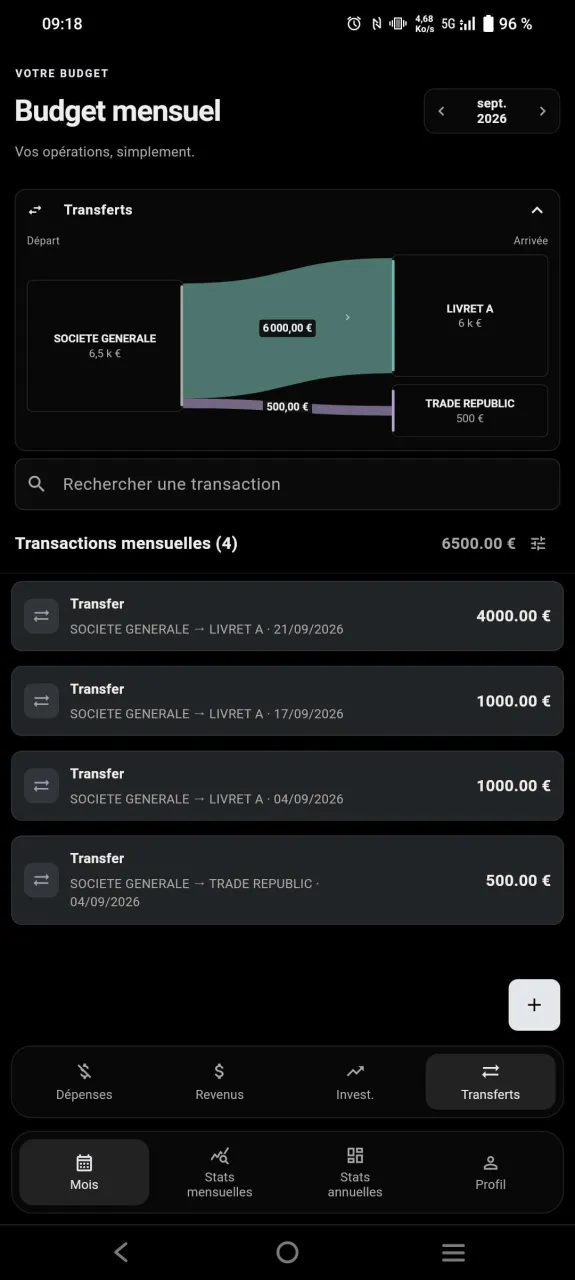 09:18
4,68
Ko/s
5G
96 %
VOTRE BUDGET
Budget mensuel
sept.
2026
Vos opérations, simplement.
Transferts
Départ
Arrivée
SOCIETE GENERALE
6,5 k €
6 000,00 €
LIVRET A
6 k €
500,00 €
TRADE REPUBLIC
500 €
Rechercher une transaction
Transactions mensuelles (4)
6500.00 €
Transfer
SOCIETE GENERALE → LIVRET A · 21/09/2026
4000.00 €
Transfer
SOCIETE GENERALE → LIVRET A · 17/09/2026
1000.00 €
Transfer
SOCIETE GENERALE → LIVRET A · 04/09/2026
1000.00 €
Transfer
SOCIETE GENERALE → TRADE REPUBLIC ·
04/09/2026
500.00 €
+
Dépenses
Revenus
Invest.
Transferts
Mois
Stats
mensuelles
Stats
annuelles
Profil